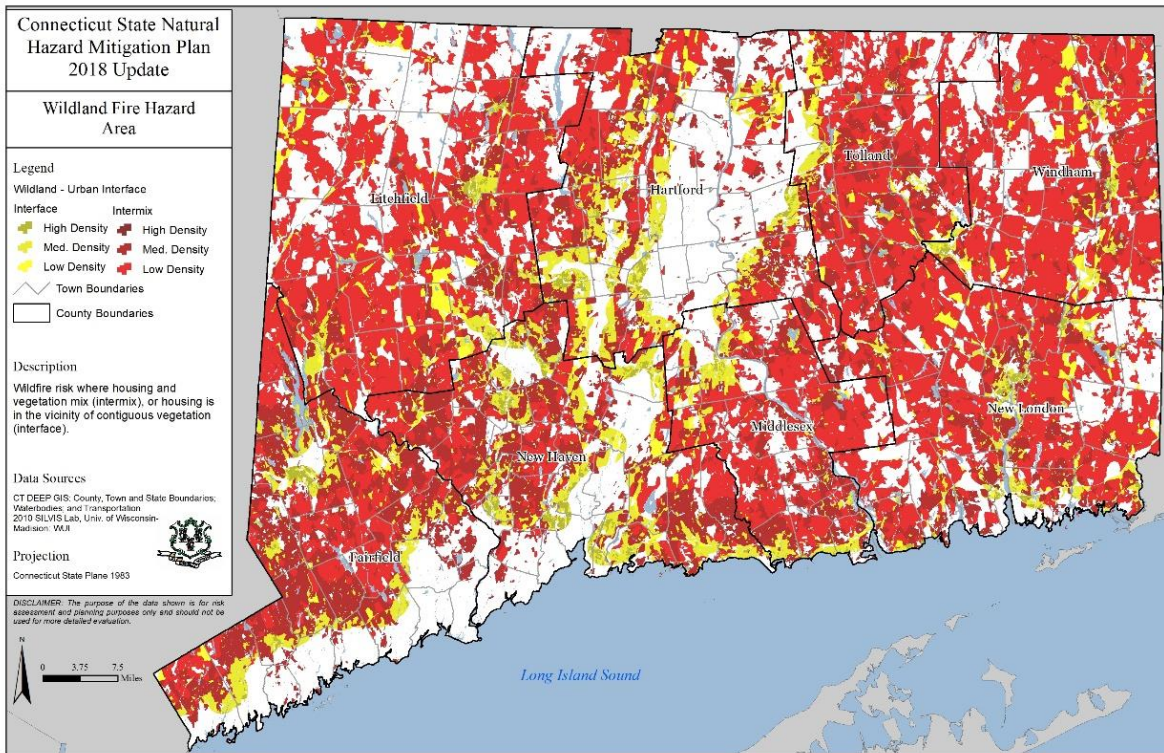 Connecticut State Natural
Hazard Mitigation Plan
2018 Update
Wildland Fire Hazard
Area
Legend
Wildland - Urban Interface
Interface Intermix
High Density High Density
Med. Density Med. Density
Low Density Low Density
Town Boundaries
County Boundaries
Description
Wildfire risk where housing and
vegetation mix (intermix), or housing is
in the vicinity of contiguous vegetation
(interface).
Data Sources
CT DEEP GIS: County, Town and State Boundaries;
Waterbodies; and Transportation
2010 SILVIS Lab, Univ. of Wisconsin-
Madision: WUI
Projection
Connecticut State Plane 1983
DISCLAIMER: The purpose of the data shown is for risk
assessment and planning purposes only and should not be
used for more detailed evaluation.
N
0 3.75 7.5
Miles
Litchfield
Hartford
Tolland
Windham
New Haven
Middlesex
New London
Fairfield
Long Island Sound